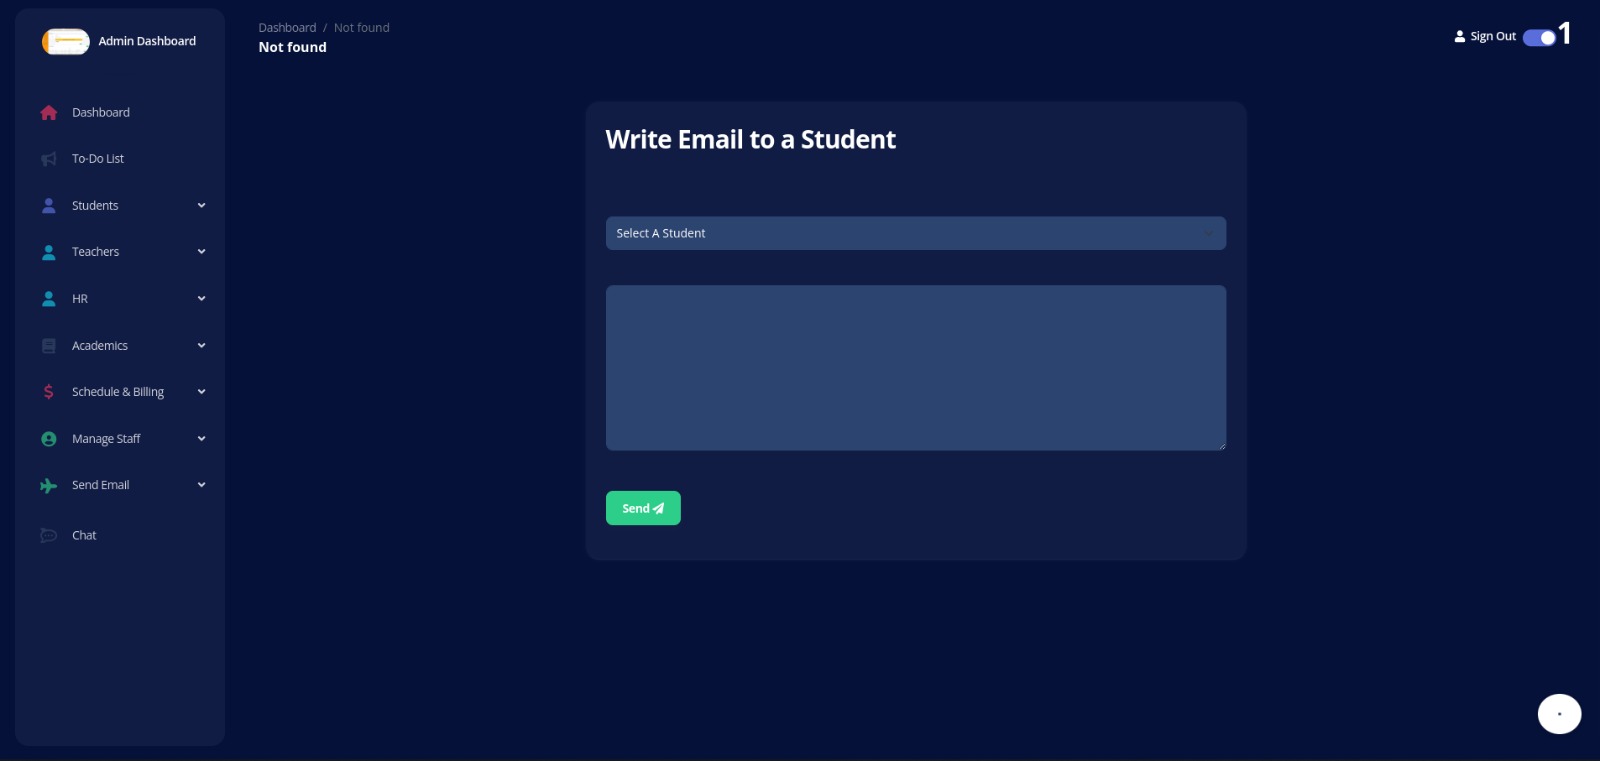 Admin Dashboard
Dashboard
To-Do List
Students
Teachers
HR
Academics
Schedule & Billing
Manage Staff
Send Email
Chat
Dashboard / Not found
Not found
Sign Out 1
Write Email to a Student
Select A Student
Send